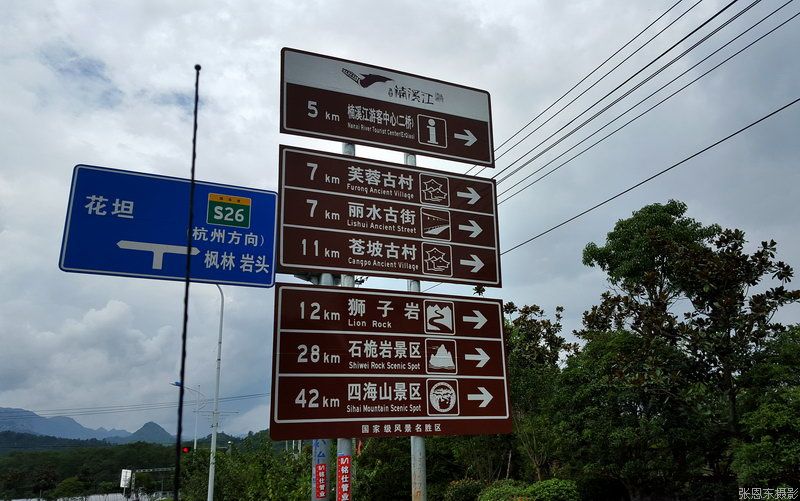 楠溪江
5 km
楠溪江游客中心(二桥)
Nanxi River Tourist Center(ErQiao)
7 km
芙蓉古村
Furong Ancient Village
7 km
丽水古街
Lishui Ancient Street
11 km
苍坡古村
Cangpo Ancient Village
12 km
狮子岩
Lion Rock
28 km
石桅岩景区
Shiwei Rock Scenic Spot
42 km
四海山景区
Sihai Mountain Scenic Spot
国家级风景名胜区
花坦
S26
(杭州方向)
枫林 岩头
铭仕管业
张恩东摄影